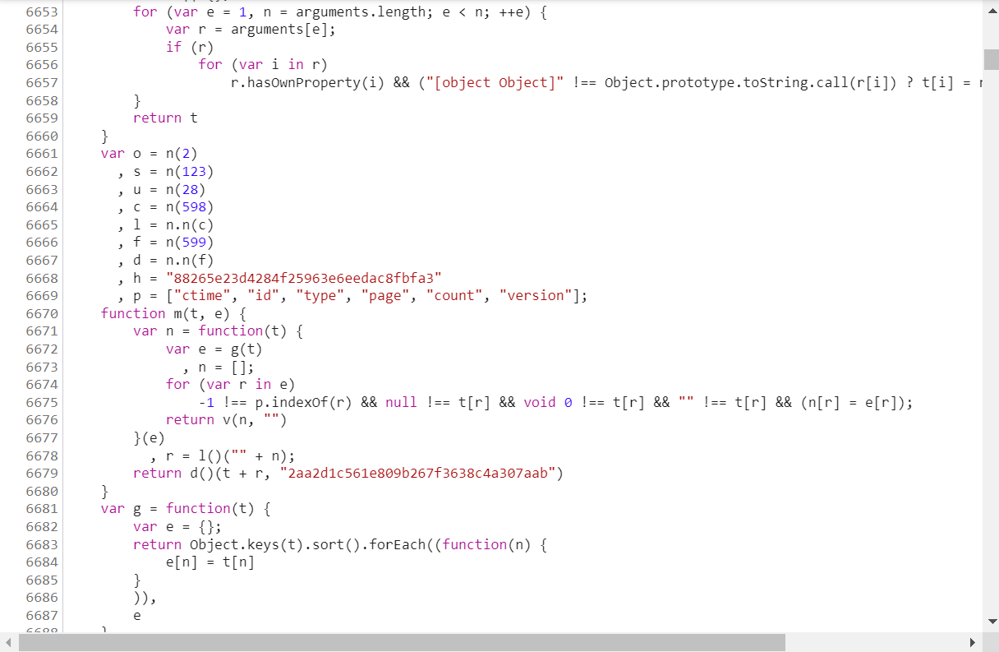 6653 for (var e = 1, n = arguments.length; e < n; ++e) {
6654 var r = arguments[e];
6655 if (r)
6656 for (var i in r)
6657 r.hasOwnProperty(i) && ("[object Object]" !== Object.prototype.toString.call(r[i]) ? t[i] =
6658 }
6659 return t
6660 }
6661 var o = n(2)
6662 , s = n(123)
6663 , u = n(28)
6664 , c = n(598)
6665 , l = n.n(c)
6666 , f = n(599)
6667 , d = n.n(f)
6668 , h = "88265e23d4284f25963e6eedac8fbfa3"
6669 , p = ["ctime", "id", "type", "page", "count", "version"];
6670 function m(t, e) {
6671 var n = function(t) {
6672 var e = g(t)
6673 , n = [];
6674 for (var r in e)
6675 -1 !== p.indexOf(r) && null !== t[r] && void 0 !== t[r] && "" !== t[r] && (n[r] = e[r]);
6676 return v(n, "")
6677 }(e)
6678 , r = l()("" + n);
6679 return d()(t + r, "2aa2d1c561e809b267f3638c4a307aab")
6680 }
6681 var g = function(t) {
6682 var e = {};
6683 return Object.keys(t).sort().forEach((function(n) {
6684 e[n] = t[n]
6685 }
6686 )),
6687 e